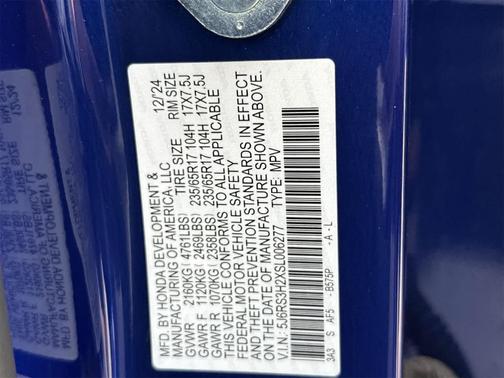 MFD. BY HONDA DEVELOPMENT & 12/24
MANUFACTURING OF AMERICA, LLC
TIRE SIZE RIM SIZE
GVWR 2160KG ( 4761LBS)
GAWR F 1120KG ( 2469LBS) 235/65R17 104H 17X7.5J
GAWR R 1070KG ( 2358LBS) 235/65R17 104H 17X7.5J
THIS VEHICLE CONFORMS TO ALL APPLICABLE
FEDERAL MOTOR VEHICLE SAFETY
AND THEFT PREVENTION STANDARDS IN EFFECT
ON THE DATE OF MANUFACTURE SHOWN ABOVE.
V.I.N.: 5J6RS3H2XSL006277 TYPE: MPV
3A3 S AF5 - B575P - A - L